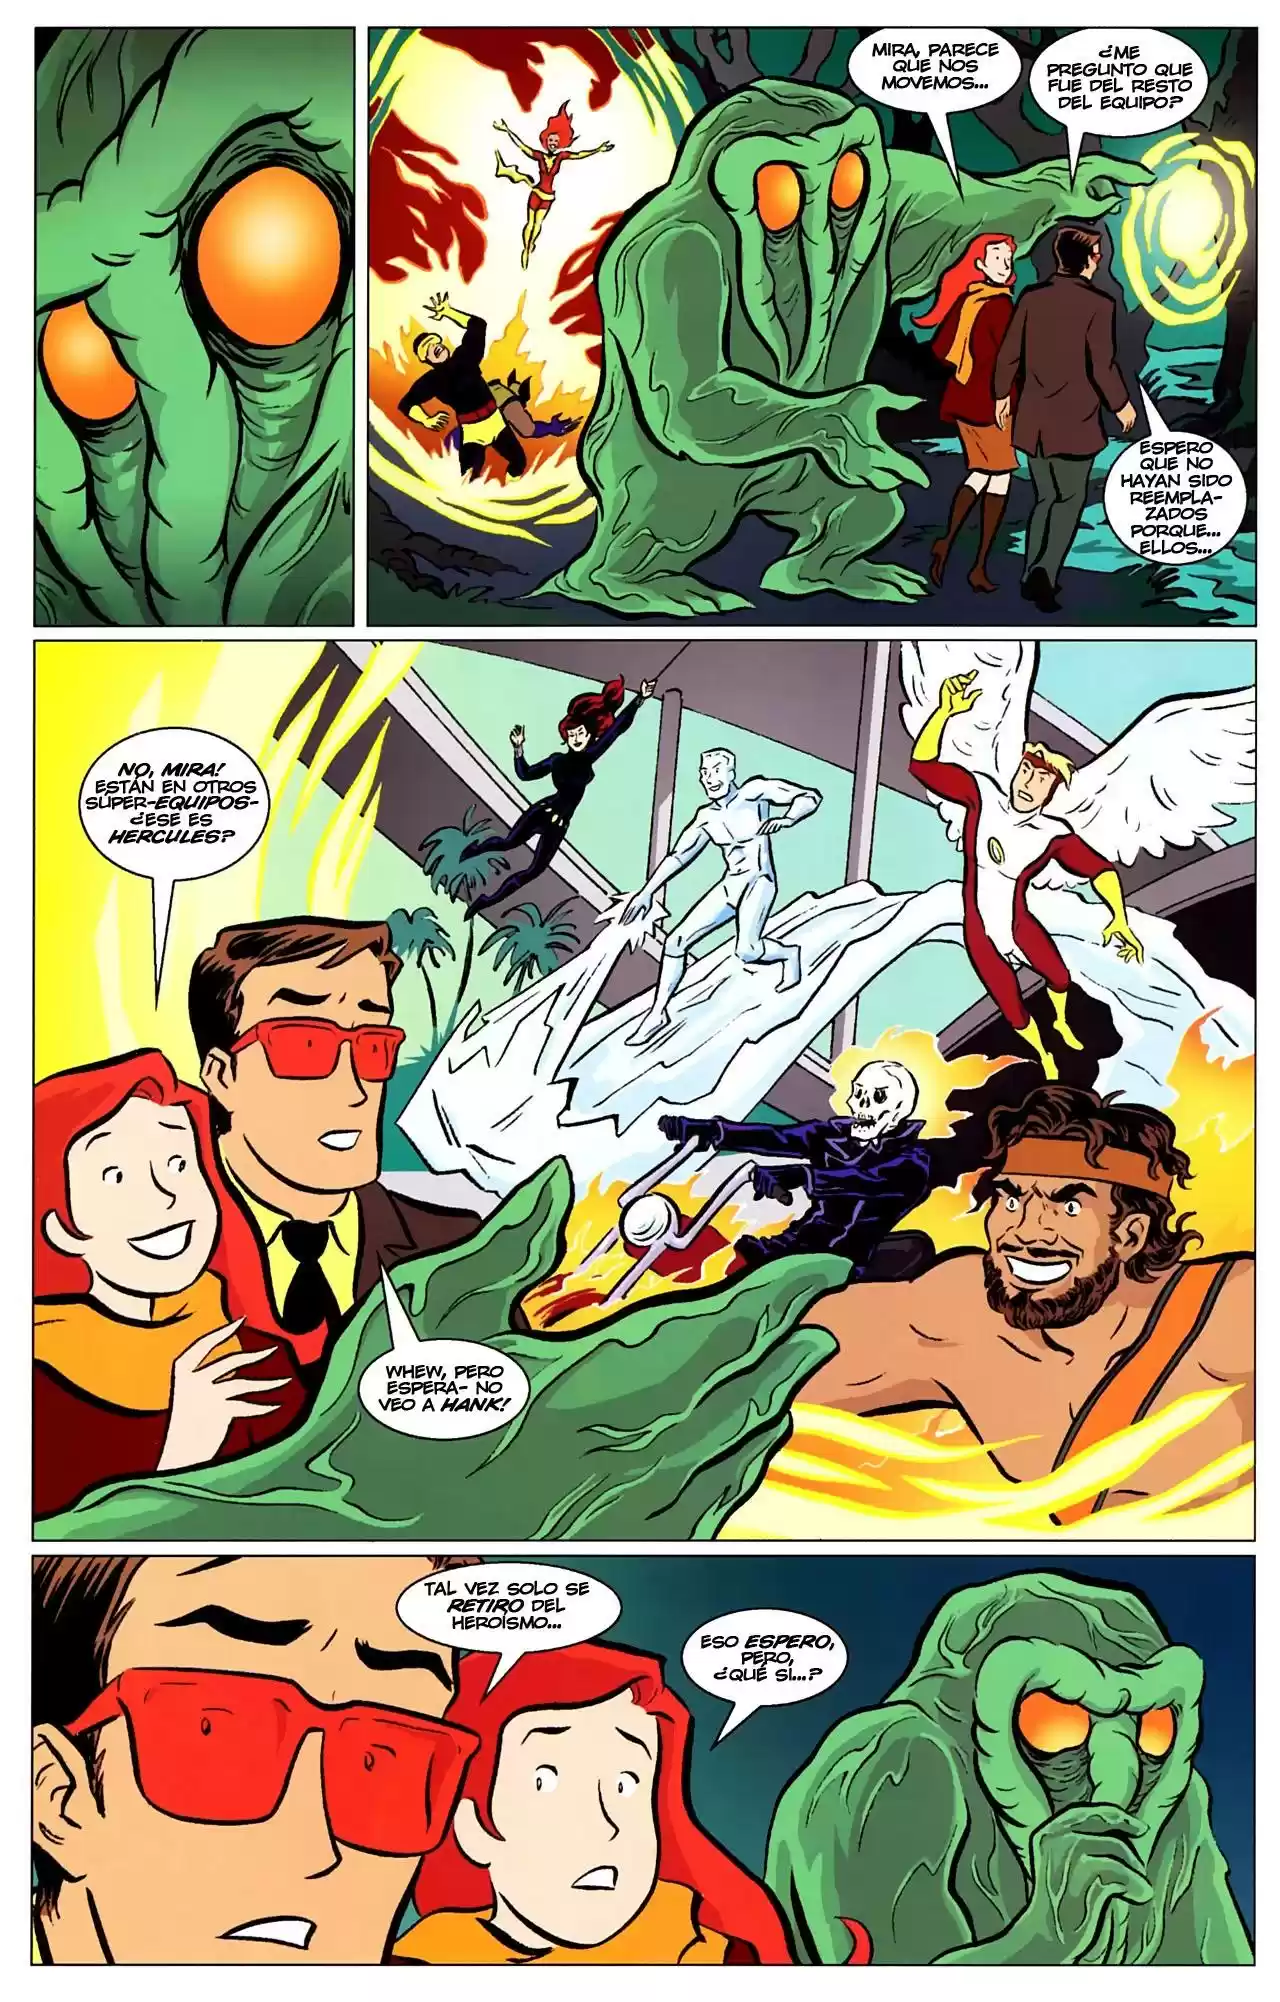 MIRA, PARECE
QUE NOS
MOVEMOS...
¿ME
PREGUNTO QUE
FUE DEL RESTO
DEL EQUIPO?
ESPERO
QUE NO
HAYAN SIDO
REEMPLA-
ZADOS
PORQUE...
ELLOS...
NO, MIRA!
ESTÁN EN OTROS
SÚPER-EQUIPOS-
¿ESE ES
HERCULES?
WHEW, PERO
ESPERA- NO
VEO A HANK!
TAL VEZ SOLO SE
RETIRO DEL
HEROÍSMO...
ESO ESPERO,
PERO,
¿QUÉ SI...?